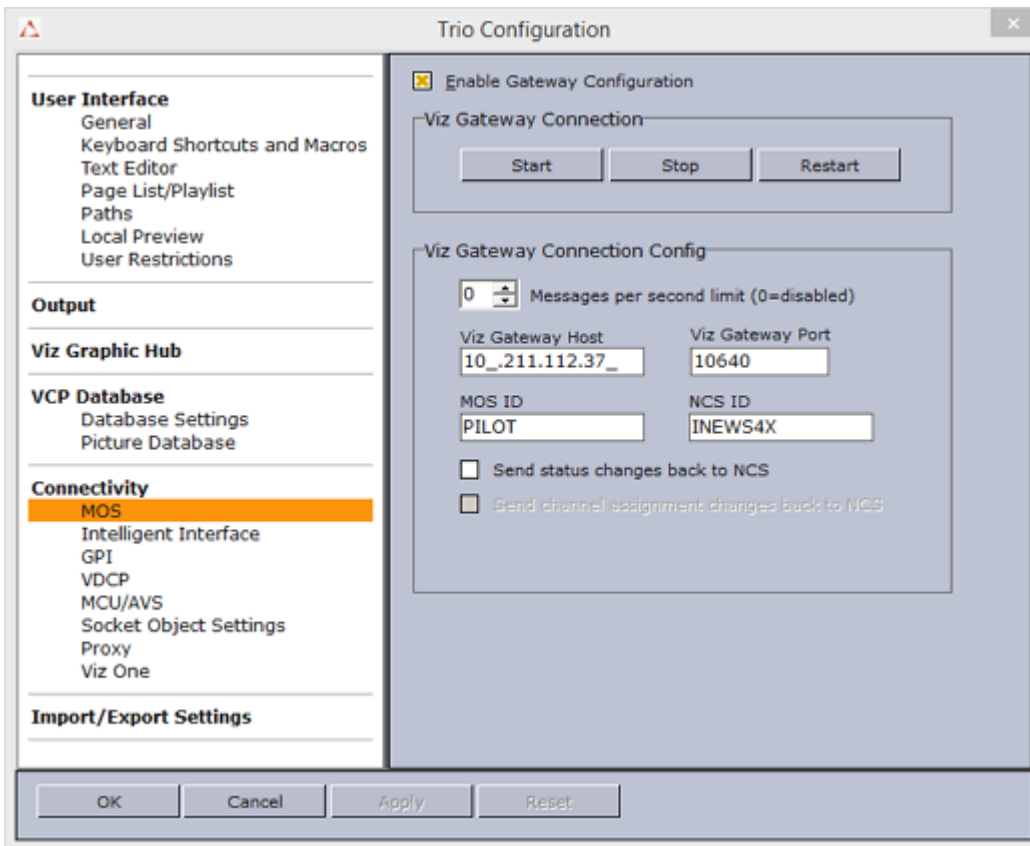 Trio Configuration
User Interface
General
Keyboard Shortcuts and Macros
Text Editor
Page List/Playlist
Paths
Local Preview
User Restrictions
Output
Viz Graphic Hub
VCP Database
Database Settings
Picture Database
Connectivity
MOS
Intelligent Interface
GPI
VDCP
MCU/AVS
Socket Object Settings
Proxy
Viz One
Import/Export Settings
Enable Gateway Configuration
Viz Gateway Connection
Start Stop Restart
Viz Gateway Connection Config
0 Messages per second limit (0=disabled)
Viz Gateway Host Viz Gateway Port
10_.211.112.37_ 10640
MOS ID NCS ID
PILOT INEWS4X
Send status changes back to NCS
Send channel assignment changes back to NCS
OK Cancel Apply Reset